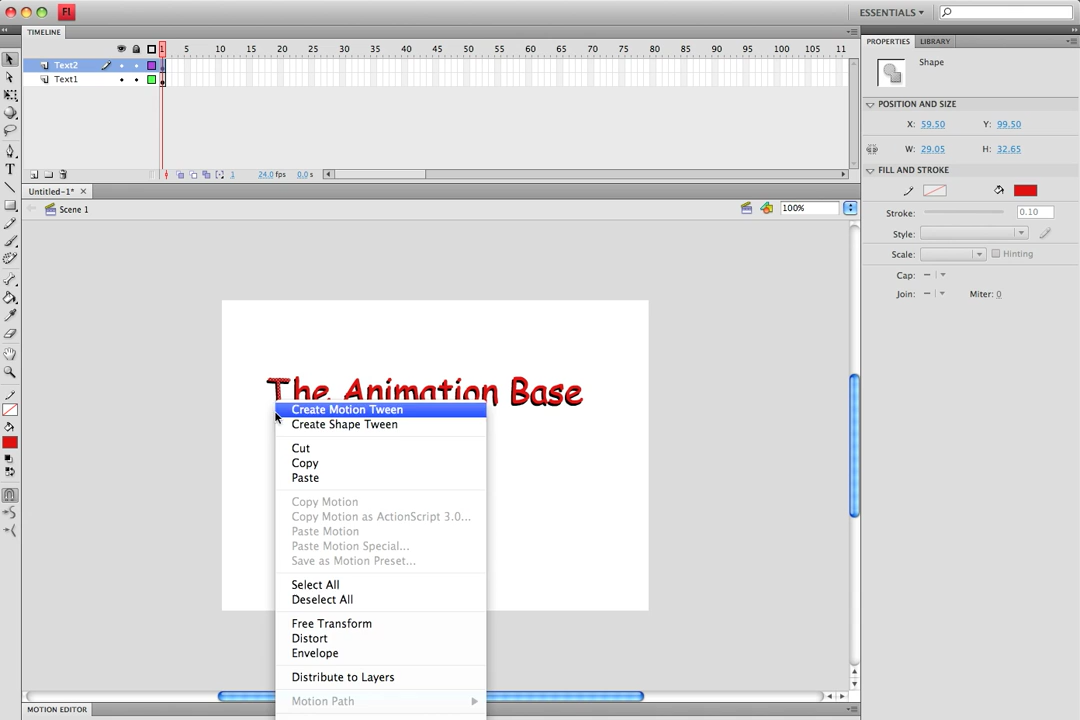 Fl
ESSENTIALS
TIMELINE
1 5 10 15 20 25 30 35 40 45 50 55 60 65 70 75 80 85 90 95 100 105 11
Text2
Text1
1 24.0 fps 0.0 s
Untitled-1*
Scene 1
100%
The Animation Base
Create Motion Tween
Create Shape Tween
Cut
Copy
Paste
Copy Motion
Copy Motion as ActionScript 3.0...
Paste Motion
Paste Motion Special...
Save as Motion Preset...
Select All
Deselect All
Free Transform
Distort
Envelope
Distribute to Layers
Motion Path
MOTION EDITOR
PROPERTIES LIBRARY
Shape
POSITION AND SIZE
X: 59.50 Y: 99.50
W: 29.05 H: 32.65
FILL AND STROKE
Stroke: 0.10
Style:
Scale: Hinting
Cap:
Join: Miter: 0